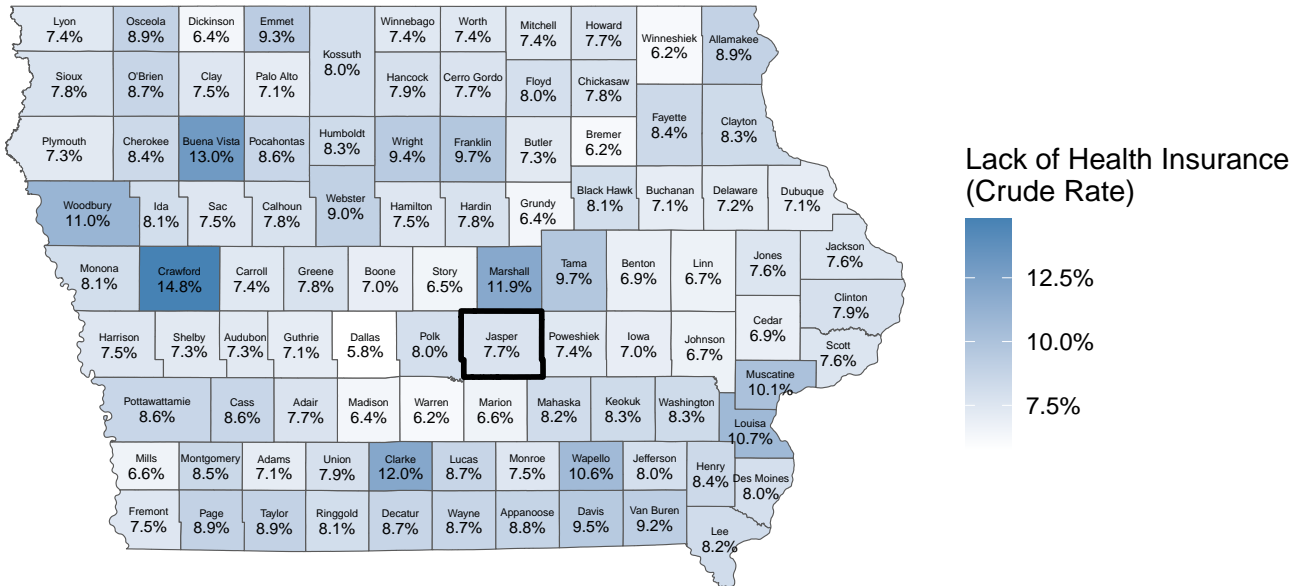 Lyon
7.4%
Osceola
8.9%
Dickinson
6.4%
Emmet
9.3%
Kossuth
8.0%
Winnebago
7.4%
Worth
7.4%
Mitchell
7.4%
Howard
7.7%
Winneshiek
6.2%
Allamakee
8.9%
Sioux
7.8%
O'Brien
8.7%
Clay
7.5%
Palo Alto
7.1%
Hancock
7.9%
Cerro Gordo
7.7%
Floyd
8.0%
Chickasaw
7.8%
Fayette
8.4%
Clayton
8.3%
Plymouth
7.3%
Cherokee
8.4%
Buena Vista
13.0%
Pocahontas
8.6%
Humboldt
8.3%
Wright
9.4%
Franklin
9.7%
Butler
7.3%
Bremer
6.2%
Woodbury
11.0%
Ida
8.1%
Sac
7.5%
Calhoun
7.8%
Webster
9.0%
Hamilton
7.5%
Hardin
7.8%
Grundy
6.4%
Black Hawk
8.1%
Buchanan
7.1%
Delaware
7.2%
Dubuque
7.1%
Monona
8.1%
Crawford
14.8%
Carroll
7.4%
Greene
7.8%
Boone
7.0%
Story
6.5%
Marshall
11.9%
Tama
9.7%
Benton
6.9%
Linn
6.7%
Jones
7.6%
Jackson
7.6%
Clinton
7.9%
Harrison
7.5%
Shelby
7.3%
Audubon
7.3%
Guthrie
7.1%
Dallas
5.8%
Polk
8.0%
Jasper
7.7%
Poweshiek
7.4%
Iowa
7.0%
Johnson
6.7%
Cedar
6.9%
Scott
7.6%
Muscatine
10.1%
Pottawattamie
8.6%
Cass
8.6%
Adair
7.7%
Madison
6.4%
Warren
6.2%
Marion
6.6%
Mahaska
8.2%
Keokuk
8.3%
Washington
8.3%
Louisa
10.7%
Mills
6.6%
Montgomery
8.5%
Adams
7.1%
Union
7.9%
Clarke
12.0%
Lucas
8.7%
Monroe
7.5%
Wapello
10.6%
Jefferson
8.0%
Henry
8.4%
Des Moines
8.0%
Fremont
7.5%
Page
8.9%
Taylor
8.9%
Ringgold
8.1%
Decatur
8.7%
Wayne
8.7%
Appanoose
8.8%
Davis
9.5%
Van Buren
9.2%
Lee
8.2%
Lack of Health Insurance
(Crude Rate)
12.5%
10.0%
7.5%